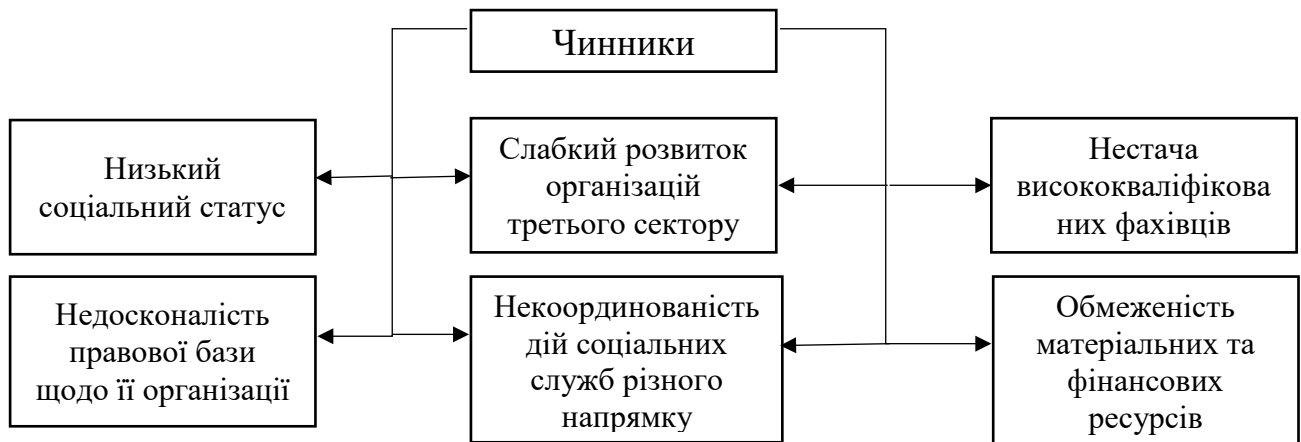 Чинники
Низький
соціальний статус
Слабкий розвиток
організацій
третього сектору
Нестача
висококваліфікова
них фахівців
Недосконалість
правової бази
щодо її організації
Некоординованість
дій соціальних
служб різного
напрямку
Обмеженість
матеріальних та
фінансових
ресурсів